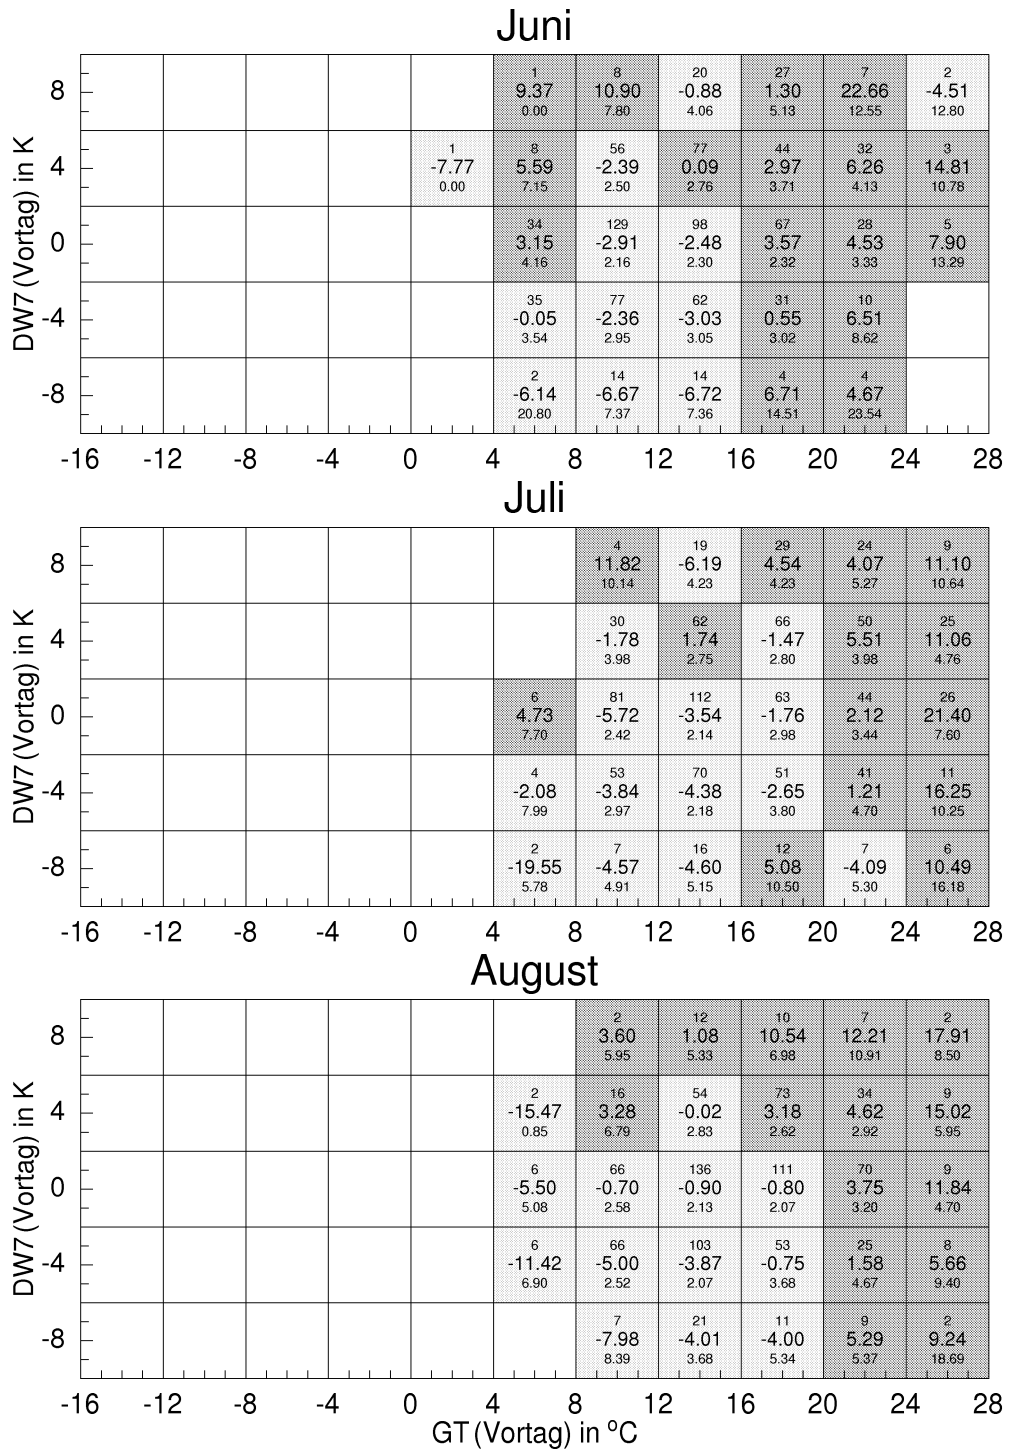 Juni
8
1 8 20 27 7 2
9.37 10.90 -0.88 1.30 22.66 -4.51
0.00 7.80 4.06 5.13 12.55 12.80
4
1 8 56 77 44 32 3
-7.77 5.59 -2.39 0.09 2.97 6.26 14.81
0.00 7.15 2.50 2.76 3.71 4.13 10.78
0
34 129 98 67 28 5
3.15 -2.91 -2.48 3.57 4.53 7.90
4.16 2.16 2.30 2.32 3.33 13.29
-4
35 77 62 31 10
-0.05 -2.36 -3.03 0.55 6.51
3.54 2.95 3.05 3.02 8.62
-8
2 14 14 4 4
-6.14 -6.67 -6.72 6.71 4.67
20.80 7.37 7.36 14.51 23.54
DW7 (Vortag) in K
-16 -12 -8 -4 0 4 8 12 16 20 24 28
Juli
8
4 19 29 24 9
11.82 -6.19 4.54 4.07 11.10
10.14 4.23 4.23 5.27 10.64
4
30 62 66 50 25
-1.78 1.74 -1.47 5.51 11.06
3.98 2.75 2.80 3.98 4.76
0
6 81 112 63 44 26
4.73 -5.72 -3.54 -1.76 2.12 21.40
7.70 2.42 2.14 2.98 3.44 7.60
-4
4 53 70 51 41 11
-2.08 -3.84 -4.38 -2.65 1.21 16.25
7.99 2.97 2.18 3.80 4.70 10.25
-8
2 7 16 12 7 6
-19.55 -4.57 -4.60 5.08 -4.09 10.49
5.78 4.91 5.15 10.50 5.30 16.18
DW7 (Vortag) in K
-16 -12 -8 -4 0 4 8 12 16 20 24 28
August
8
2 12 10 7 2
3.60 1.08 10.54 12.21 17.91
5.95 5.33 6.98 10.91 8.50
4
2 16 54 73 34 9
-15.47 3.28 -0.02 3.18 4.62 15.02
0.85 6.79 2.83 2.62 2.92 5.95
0
6 66 136 111 70 9
-5.50 -0.70 -0.90 -0.80 3.75 11.84
5.08 2.58 2.13 2.07 3.20 4.70
-4
6 66 103 53 25 8
-11.42 -5.00 -3.87 -0.75 1.58 5.66
6.90 2.52 2.07 3.68 4.67 9.40
-8
7 21 11 9 2
-7.98 -4.01 -4.00 5.29 9.24
8.39 3.68 5.34 5.37 18.69
DW7 (Vortag) in K
-16 -12 -8 -4 0 4 8 12 16 20 24 28
GT (Vortag) in °C